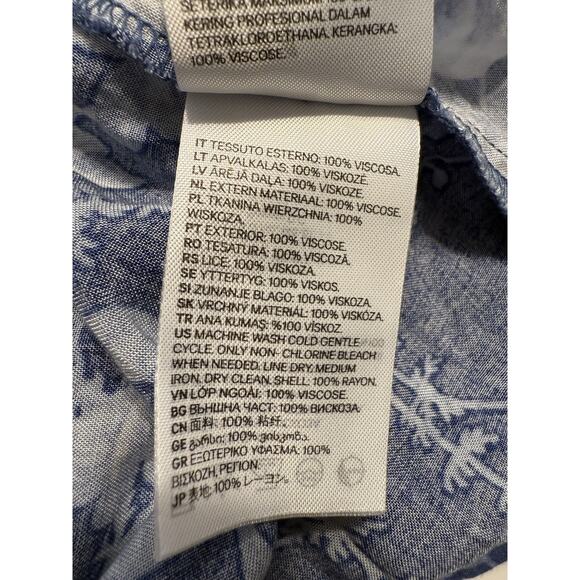 SETERIKA MAKSIMUM
KERING PROFESIONAL DALAM
TETRAKLOROETHANA. KERANGKA:
100% VISCOSE.
IT TESSUTO ESTERNO: 100% VISCOSA.
LT APVALKALAS: 100% VISKOZĖ.
LV ĀRĒJĀ DAĻA: 100% VISKOZE.
NL EXTERN MATERIAAL: 100% VISCOSE.
PL TKANINA WIERZCHNIA: 100%
WISKOZA.
PT EXTERIOR: 100% VISCOSE.
RO TESATURA: 100% VISCOZĂ.
RS LICE: 100% VISKOZA.
SE YTTERTYG: 100% VISKOS.
SI ZUNANJE BLAGO: 100% VISKOZA.
SK VRCHNÝ MATERIÁL: 100% VISKÓZA.
TR ANA KUMAŞ: %100 VİSKOZ.
US MACHINE WASH COLD GENTLE
CYCLE. ONLY NON- CHLORINE BLEACH
WHEN NEEDED. LINE DRY. MEDIUM
IRON. DRY CLEAN. SHELL: 100% RAYON.
VN LỚP NGOÀI: 100% VISCOSE.
BG ВЪНШНА ЧАСТ: 100% ВИСКОЗА.
CN 面料: 100% 粘纤.
GE გარსი: 100% ვისკოზა.
GR ΕΞΩΤΕΡΙΚΟ ΥΦΑΣΜΑ: 100%
ΒΙΣΚΟΖΗ, ΡΕΓΙΟΝ.
JP 表地: 100% レーヨン.